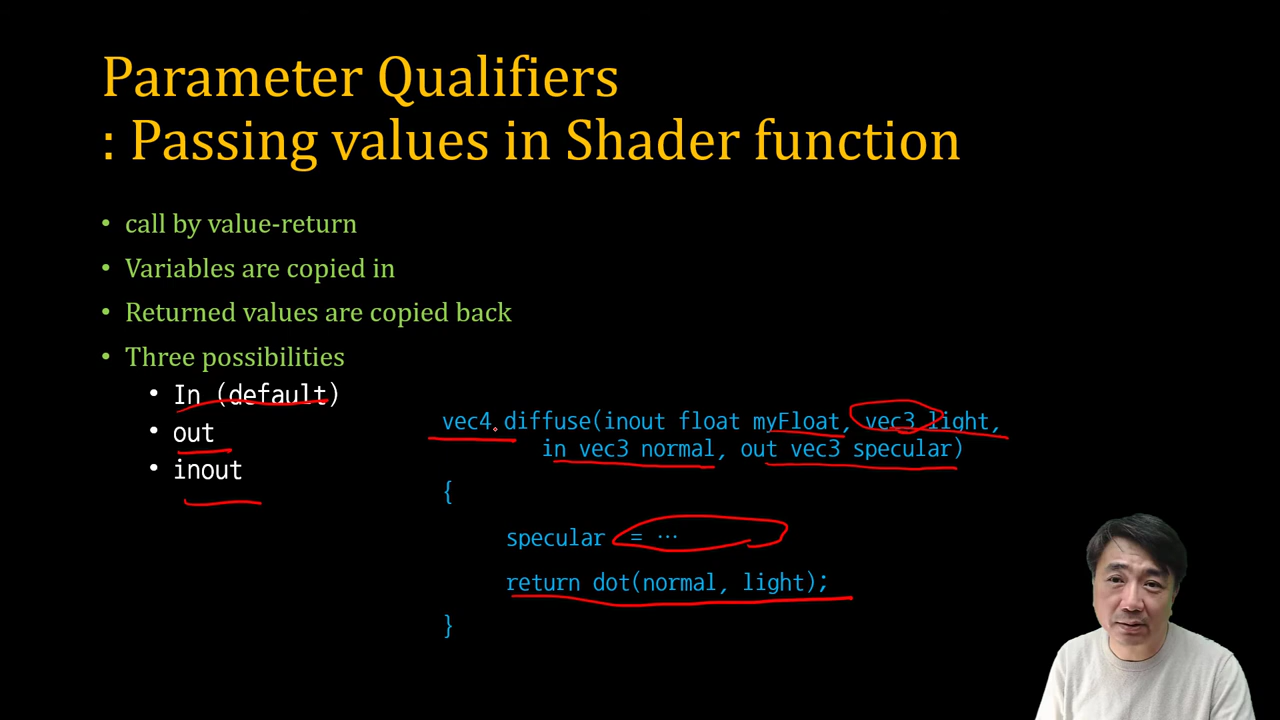 Parameter Qualifiers
: Passing values in Shader function
• call by value-return
• Variables are copied in
• Returned values are copied back
• Three possibilities
• In (default)
• out
• inout
vec4 diffuse(inout float myFloat, vec3 light,
in vec3 normal, out vec3 specular)
{
specular = ⋯
return dot(normal, light);
}